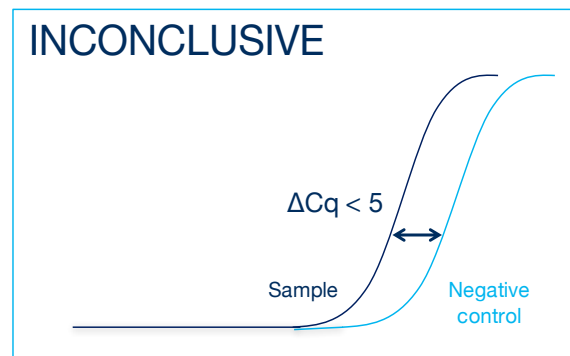 INCONCLUSIVE
ΔCq < 5
Sample
Negative
control